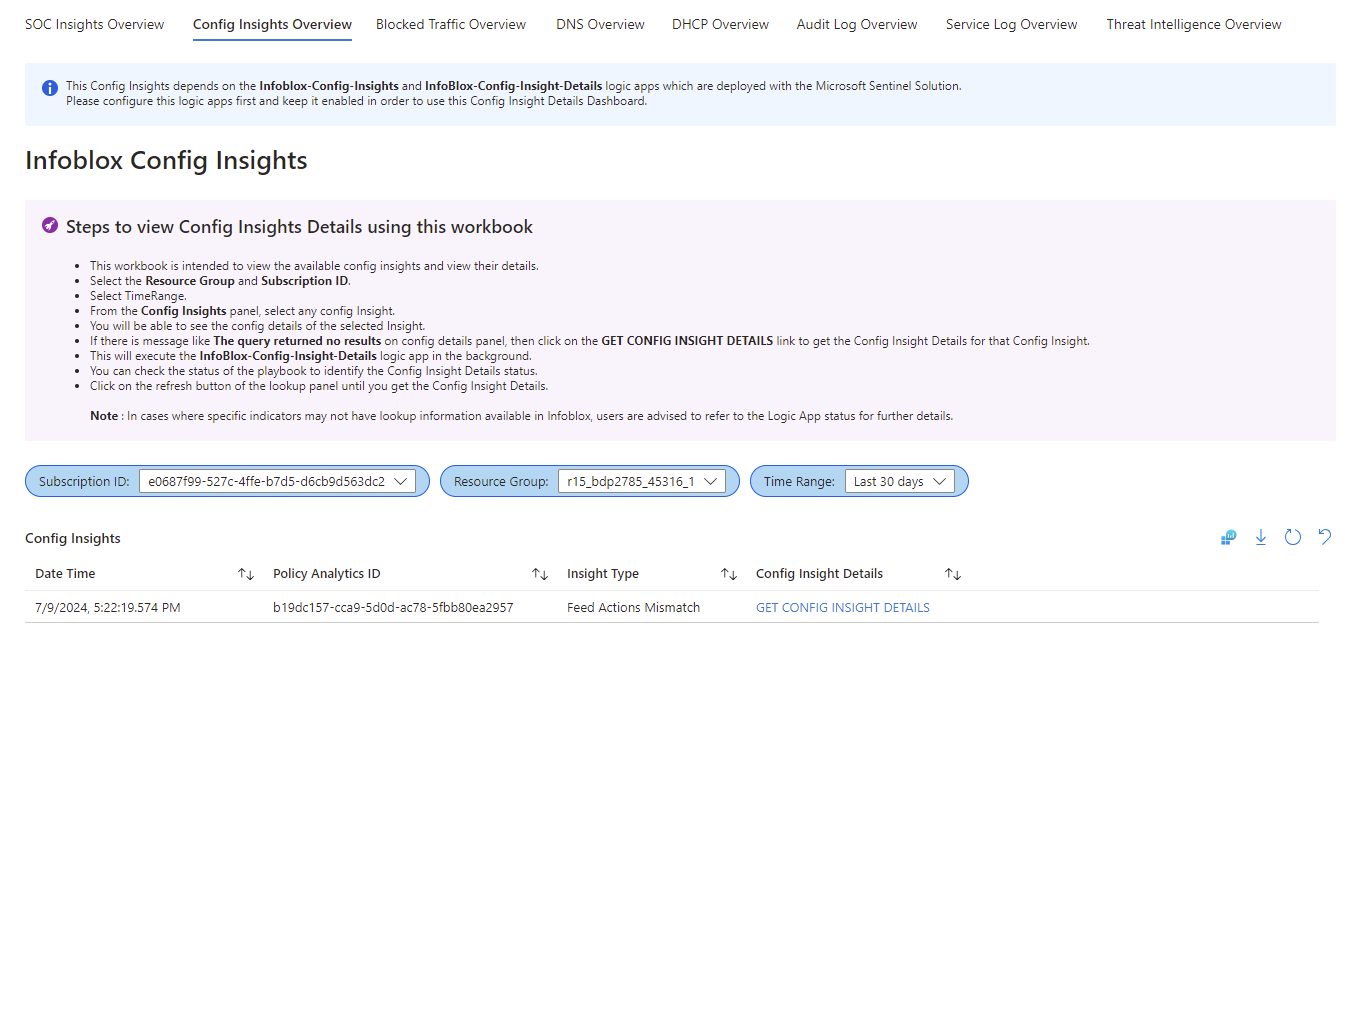 SOC Insights Overview Config Insights Overview Blocked Traffic Overview DNS Overview DHCP Overview Audit Log Overview Service Log Overview Threat Intelligence Overview
This Config Insights depends on the Infoblox-Config-Insights and InfoBlox-Config-Insight-Details logic apps which are deployed with the Microsoft Sentinel Solution.
Please configure this logic apps first and keep it enabled in order to use this Config Insight Details Dashboard.
Infoblox Config Insights
Steps to view Config Insights Details using this workbook
• This workbook is intended to view the available config insights and view their details.
• Select the Resource Group and Subscription ID.
• Select TimeRange.
• From the Config Insights panel, select any config Insight.
• You will be able to see the config details of the selected Insight.
• If there is message like The query returned no results on config details panel, then click on the GET CONFIG INSIGHT DETAILS link to get the Config Insight Details for that Config Insight.
• This will execute the InfoBlox-Config-Insight-Details logic app in the background.
• You can check the status of the playbook to identify the Config Insight Details status.
• Click on the refresh button of the lookup panel until you get the Config Insight Details.
Note : In cases where specific indicators may not have lookup information available in Infoblox, users are advised to refer to the Logic App status for further details.
Subscription ID: e0687f99-527c-4ffe-b7d5-d6cb9d563dc2 Resource Group: r15_bdp2785_45316_1 Time Range: Last 30 days
Config Insights
Date Time Policy Analytics ID Insight Type Config Insight Details
7/9/2024, 5:22:19.574 PM b19dc157-cca9-5d0d-ac78-5fbb80ea2957 Feed Actions Mismatch GET CONFIG INSIGHT DETAILS